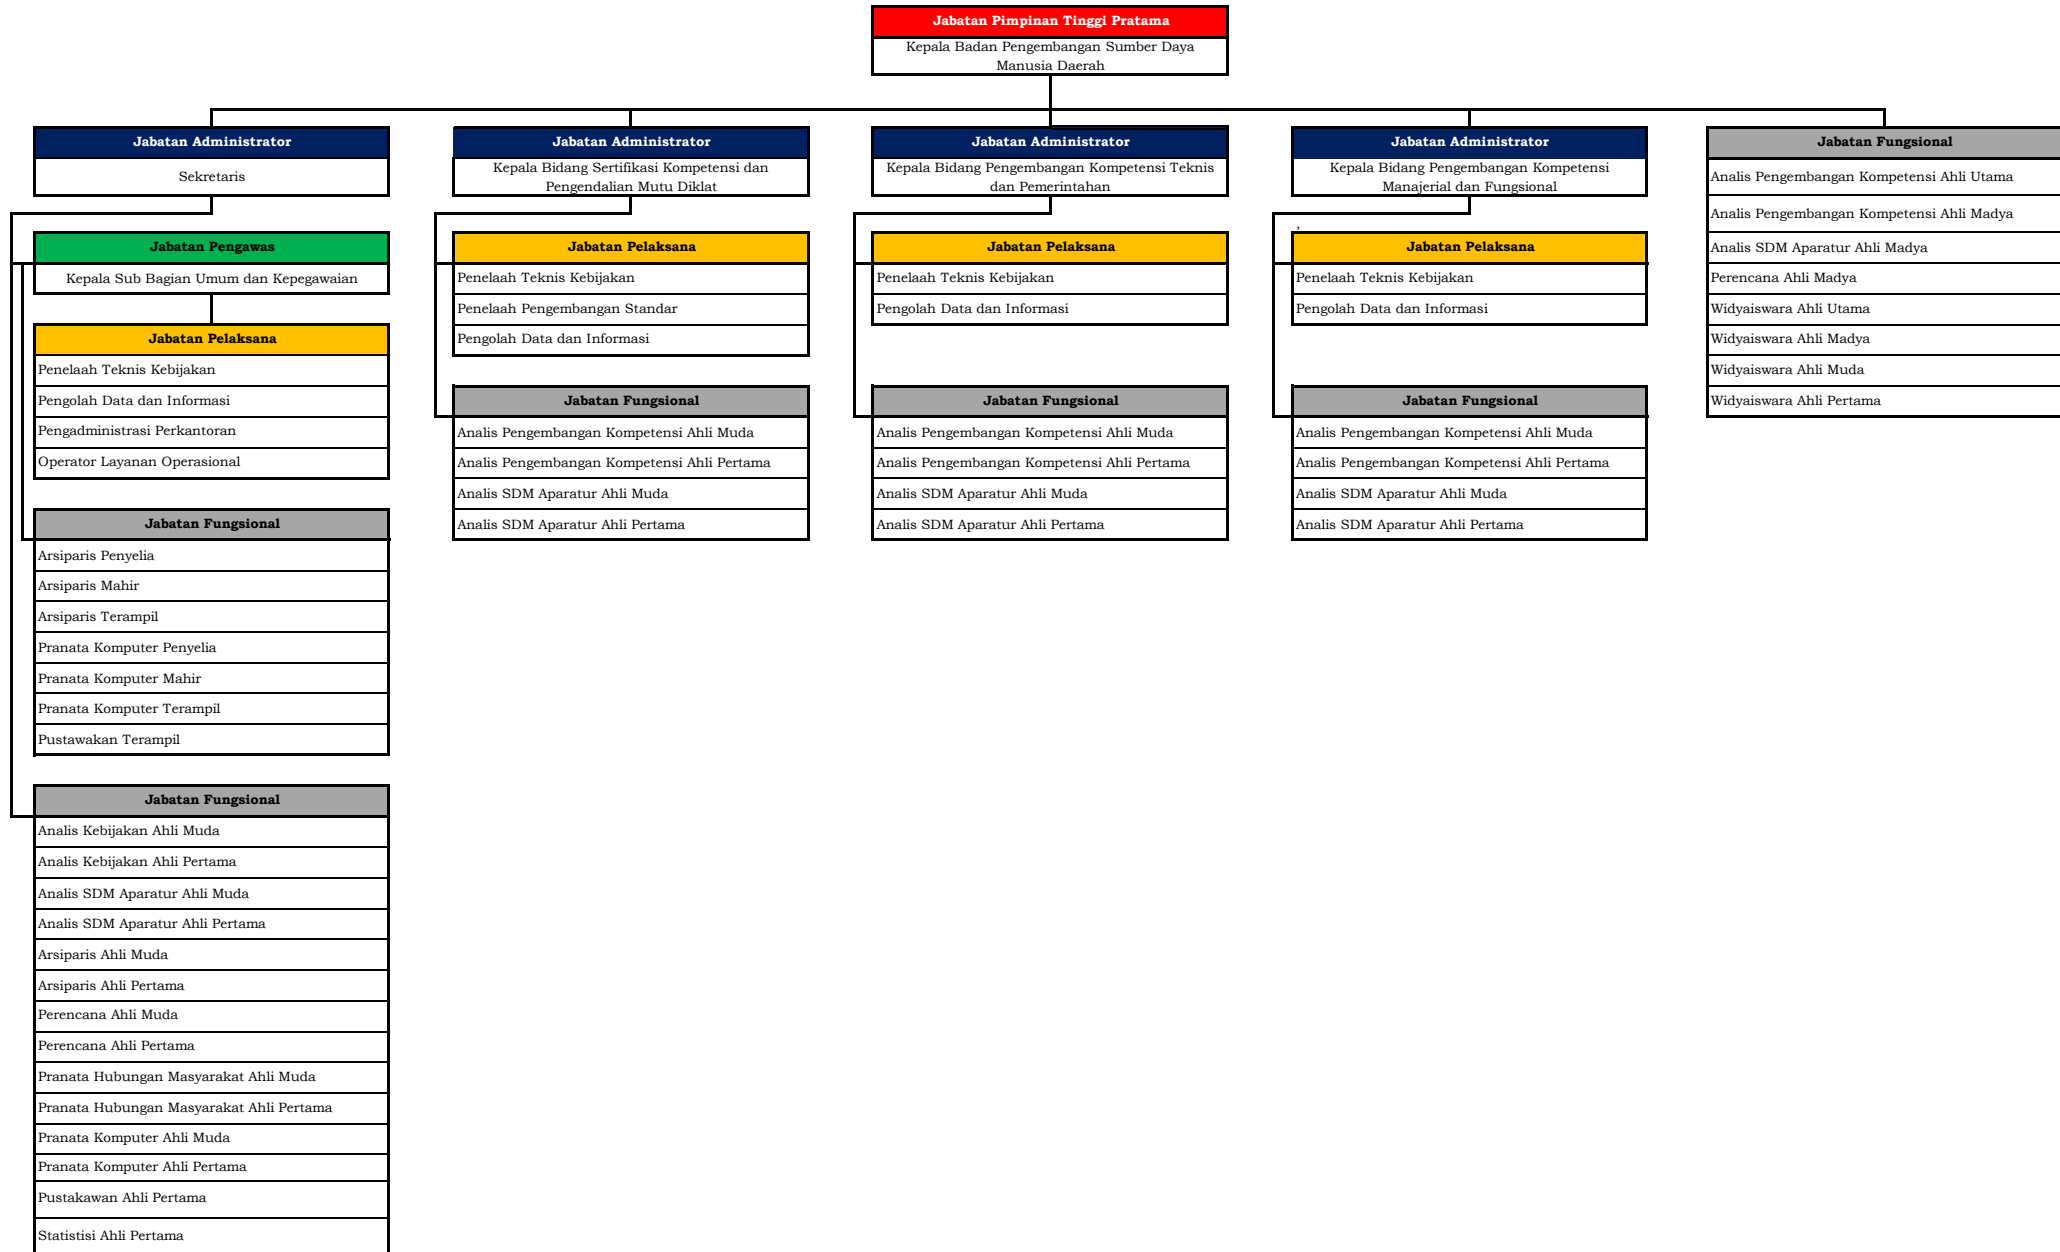 Jabatan Pimpinan Tinggi Pratama
Kepala Badan Pengembangan Sumber Daya
Manusia Daerah
Jabatan Administrator
Sekretaris
Jabatan Pengawas
Kepala Sub Bagian Umum dan Kepegawaian
Jabatan Pelaksana
Penelaah Teknis Kebijakan
Pengolah Data dan Informasi
Pengadministrasi Perkantoran
Operator Layanan Operasional
Jabatan Fungsional
Arsiparis Penyelia
Arsiparis Mahir
Arsiparis Terampil
Pranata Komputer Penyelia
Pranata Komputer Mahir
Pranata Komputer Terampil
Pustawakan Terampil
Jabatan Fungsional
Analis Kebijakan Ahli Muda
Analis Kebijakan Ahli Pertama
Analis SDM Aparatur Ahli Muda
Analis SDM Aparatur Ahli Pertama
Arsiparis Ahli Muda
Arsiparis Ahli Pertama
Perencana Ahli Muda
Perencana Ahli Pertama
Pranata Hubungan Masyarakat Ahli Muda
Pranata Hubungan Masyarakat Ahli Pertama
Pranata Komputer Ahli Muda
Pranata Komputer Ahli Pertama
Pustakawan Ahli Pertama
Statistisi Ahli Pertama
Jabatan Administrator
Kepala Bidang Sertifikasi Kompetensi dan
Pengendalian Mutu Diklat
Jabatan Pelaksana
Penelaah Teknis Kebijakan
Penelaah Pengembangan Standar
Pengolah Data dan Informasi
Jabatan Fungsional
Analis Pengembangan Kompetensi Ahli Muda
Analis Pengembangan Kompetensi Ahli Pertama
Analis SDM Aparatur Ahli Muda
Analis SDM Aparatur Ahli Pertama
Jabatan Administrator
Kepala Bidang Pengembangan Kompetensi Teknis
dan Pemerintahan
Jabatan Pelaksana
Penelaah Teknis Kebijakan
Pengolah Data dan Informasi
Jabatan Fungsional
Analis Pengembangan Kompetensi Ahli Muda
Analis Pengembangan Kompetensi Ahli Pertama
Analis SDM Aparatur Ahli Muda
Analis SDM Aparatur Ahli Pertama
Jabatan Administrator
Kepala Bidang Pengembangan Kompetensi
Manajerial dan Fungsional
,
Jabatan Pelaksana
Penelaah Teknis Kebijakan
Pengolah Data dan Informasi
Jabatan Fungsional
Analis Pengembangan Kompetensi Ahli Muda
Analis Pengembangan Kompetensi Ahli Pertama
Analis SDM Aparatur Ahli Muda
Analis SDM Aparatur Ahli Pertama
Jabatan Fungsional
Analis Pengembangan Kompetensi Ahli Utama
Analis Pengembangan Kompetensi Ahli Madya
Analis SDM Aparatur Ahli Madya
Perencana Ahli Madya
Widyaiswara Ahli Utama
Widyaiswara Ahli Madya
Widyaiswara Ahli Muda
Widyaiswara Ahli Pertama